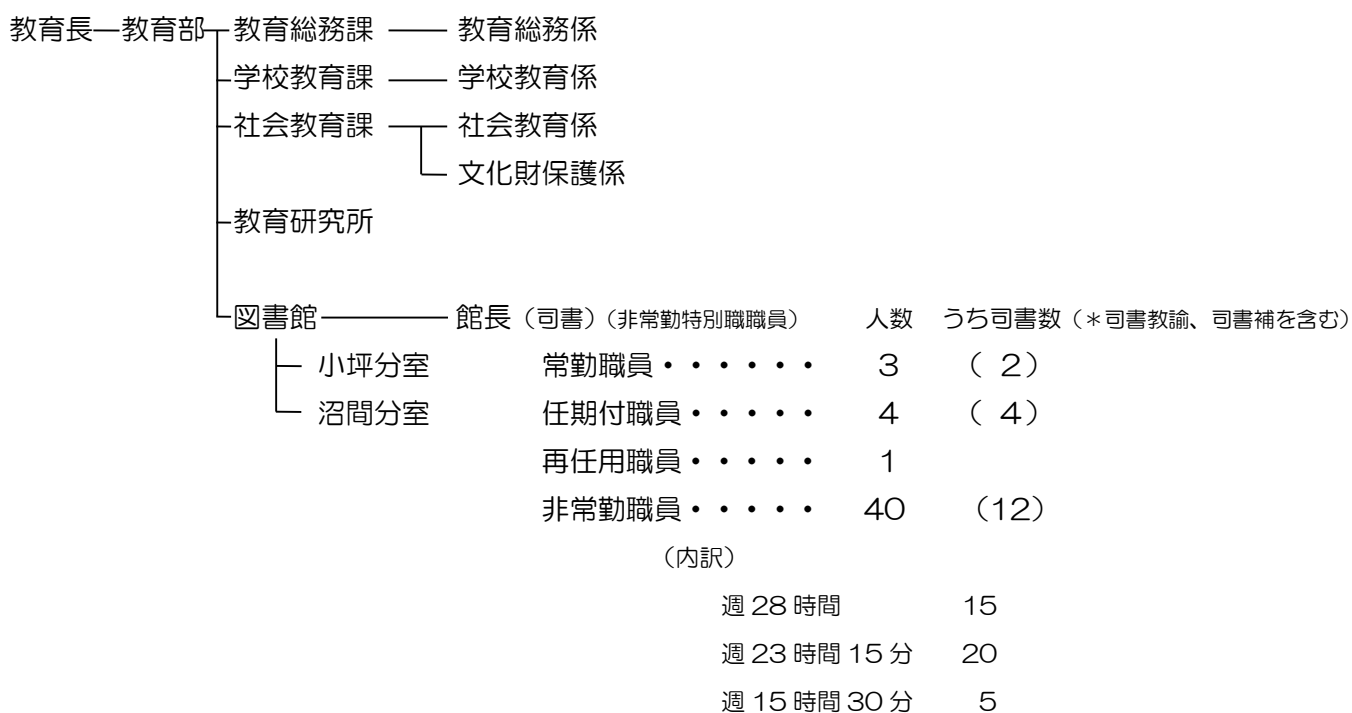 教育長 教育部 教育総務課 教育総務係
学校教育課 学校教育係
社会教育課 社会教育係
文化財保護係
教育研究所
図書館 館長（司書）（非常勤特別職職員） 人数 うち司書数（＊司書教諭、司書補を含む）
小坪分室 常勤職員・・・・・・ 3 （ 2）
沼間分室 任期付職員・・・・・ 4 （ 4）
再任用職員・・・・・ 1
非常勤職員・・・・・ 40 （12）
（内訳）
週 28 時間 15
週 23 時間 15 分 20
週 15 時間 30 分 5